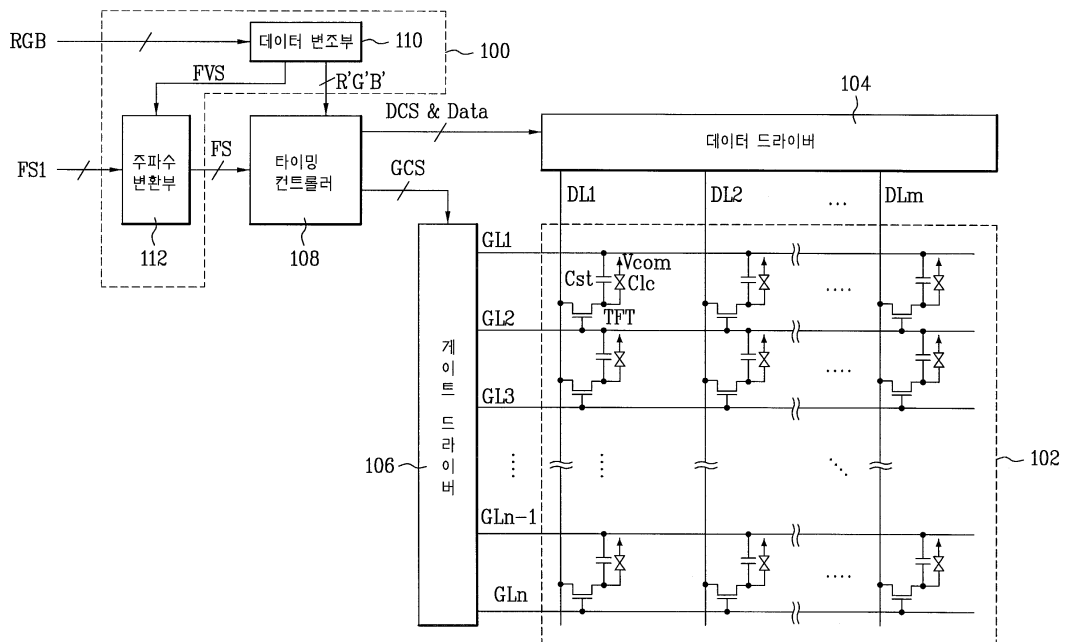 RGB
데이터 변조부
110
100
FVS
R'G'B'
104
DCS & Data
데이터 드라이버
FS1
주파수
변환부
FS
타이밍
컨트롤러
GCS
112
108
DL1
DL2
...
DLm
GL1
Vcom
Cst
Clc
....
GL2
TFT
....
GL3
게이트 드라이버
106
102
GLn-1
....
GLn